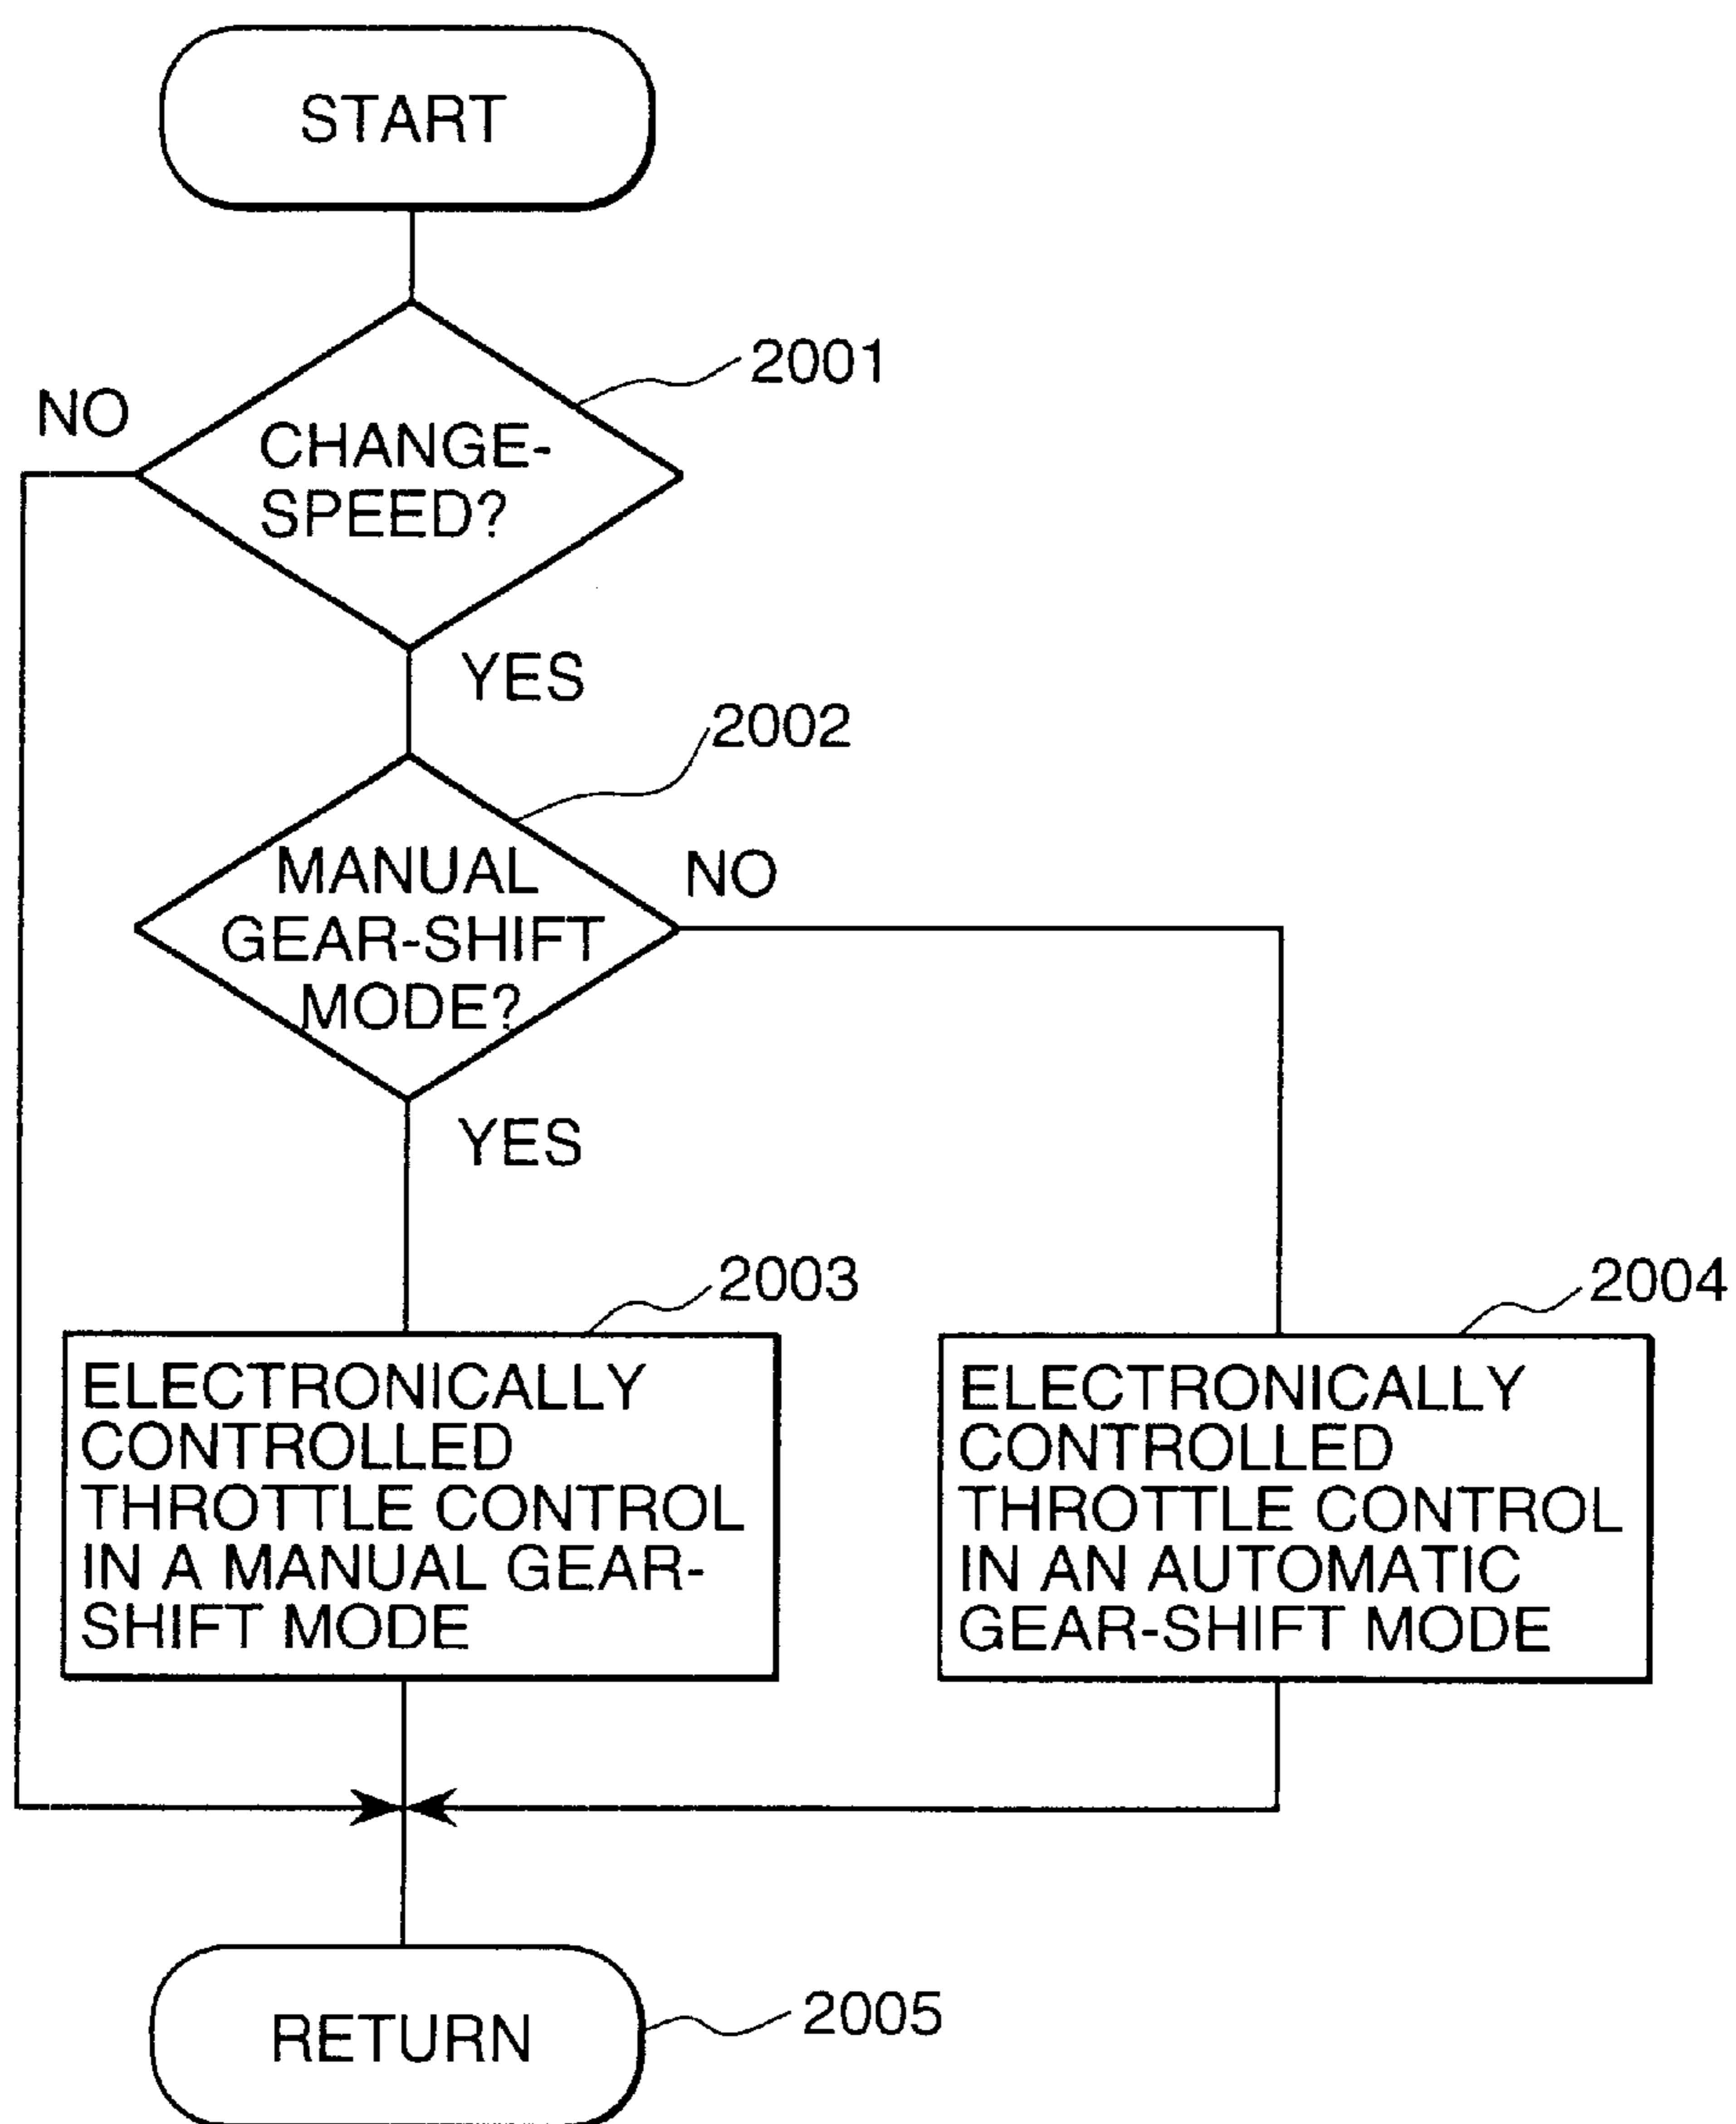 START
2001
NO
CHANGE-
SPEED?
YES
2002
MANUAL
NO
GEAR-SHIFT
MODE?
YES
2003
2004
ELECTRONICALLY
CONTROLLED
THROTTLE CONTROL
IN A MANUAL GEAR-
SHIFT MODE
ELECTRONICALLY
CONTROLLED
THROTTLE CONTROL
IN AN AUTOMATIC
GEAR-SHIFT MODE
RETURN
2005